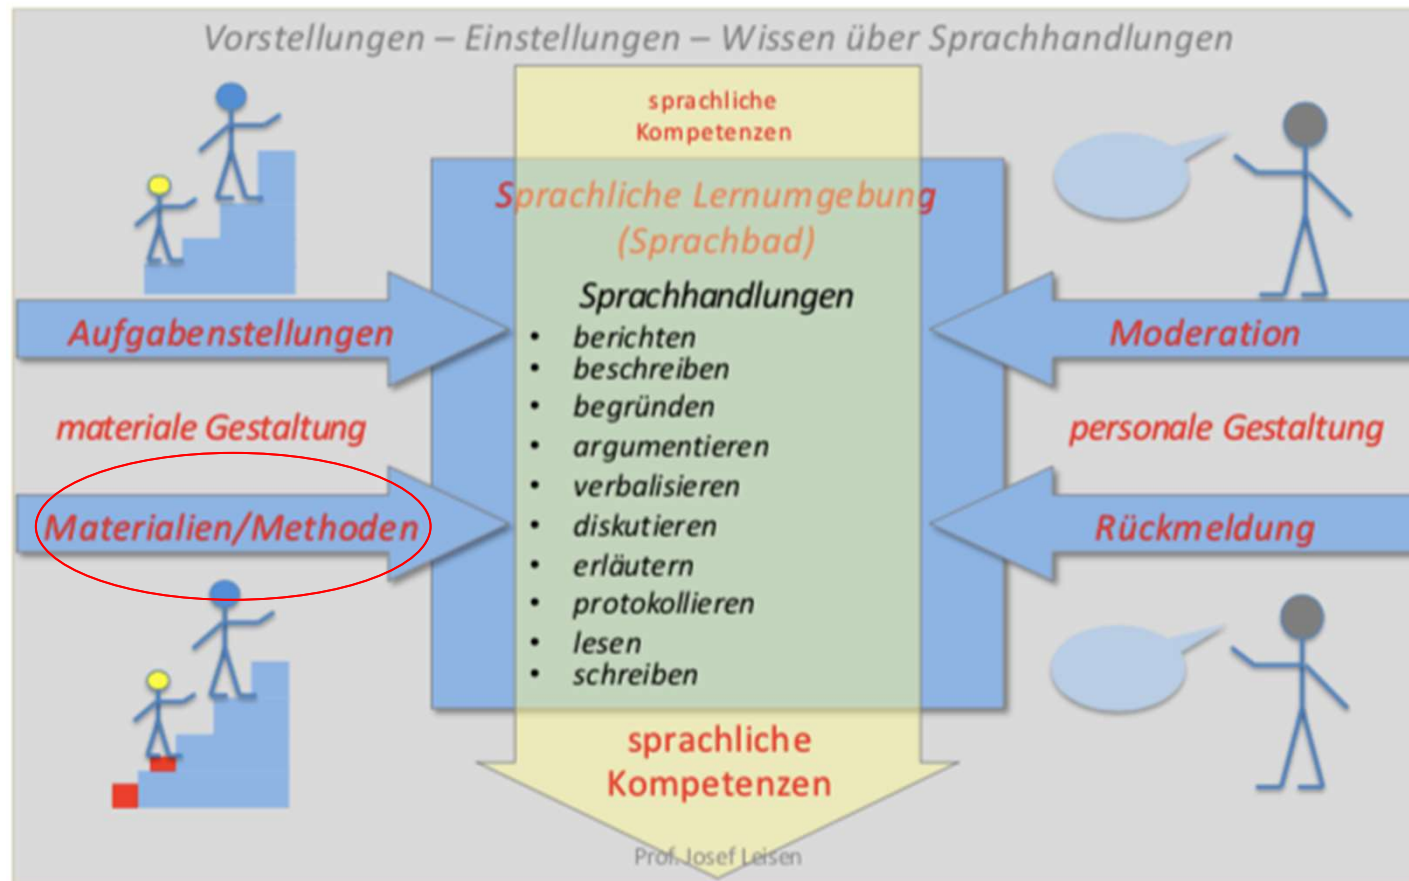 Vorstellungen – Einstellungen – Wissen über Sprachhandlungen
sprachliche
Kompetenzen
Sprachliche Lernumgebung
(Sprachbad)
Sprachhandlungen
• berichten
• beschreiben
• begründen
• argumentieren
• verbalisieren
• diskutieren
• erläutern
• protokollieren
• lesen
• schreiben
Aufgabenstellungen
materiale Gestaltung
Materialien/Methoden
Moderation
personale Gestaltung
Rückmeldung
sprachliche
Kompetenzen
Prof. Josef Leisen